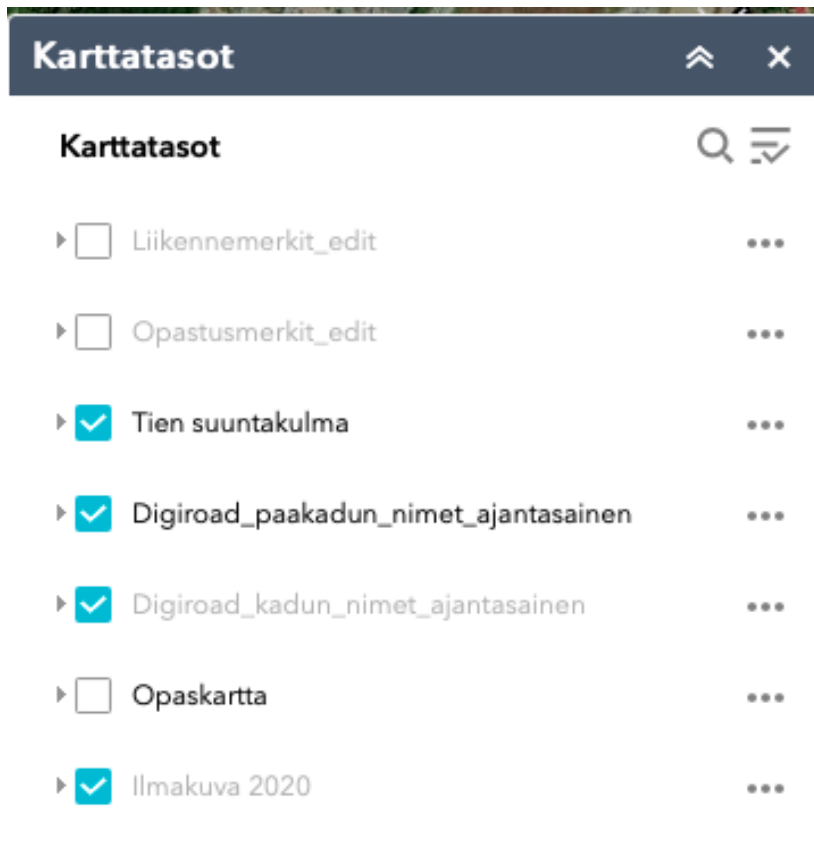 Karttatasot
Karttatasot
Liikennemerkit_edit
Opastusmerkit_edit
Tien suuntakulma
Digiroad_paakadun_nimet_ajantasainen
Digiroad_kadun_nimet_ajantasainen
Opaskartta
Ilmakuva 2020